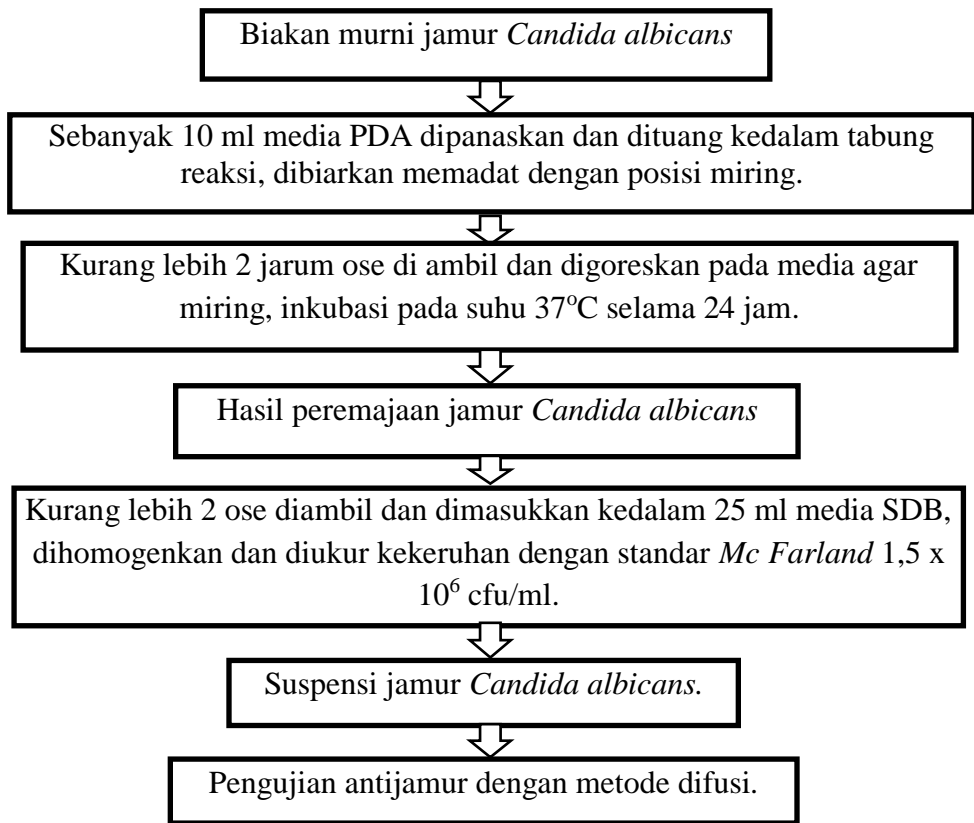 Biakan murni jamur Candida albicans
Sebanyak 10 ml media PDA dipanaskan dan dituang kedalam tabung
reaksi, dibiarkan memadat dengan posisi miring.
Kurang lebih 2 jarum ose di ambil dan digoreskan pada media agar
miring, inkubasi pada suhu 37°C selama 24 jam.
Hasil peremajaan jamur Candida albicans
Kurang lebih 2 ose diambil dan dimasukkan kedalam 25 ml media SDB,
dihomogenkan dan diukur kekeruhan dengan standar Mc Farland 1,5 x
10⁶ cfu/ml.
Suspensi jamur Candida albicans.
Pengujian antijamur dengan metode difusi.